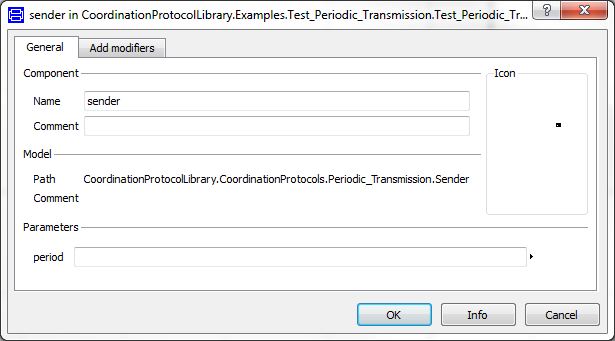 sender in CoordinationProtocolLibrary.Examples.Test_Periodic_Transmission.Test_Periodic_Tr...
General
Add modifiers
Component
Icon
Name sender
Comment
Model
Path CoordinationProtocolLibrary.CoordinationProtocols.Periodic_Transmission.Sender
Comment
Parameters
period
OK Info Cancel